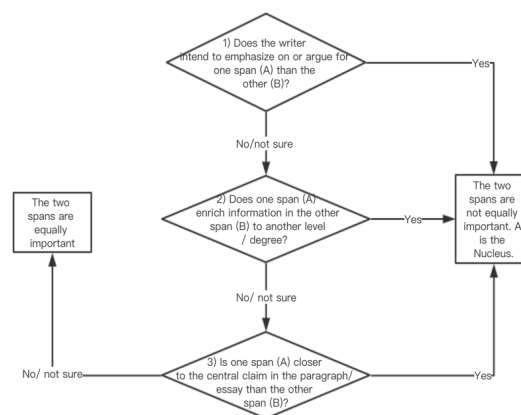 1) Does the writer
intend to emphasize on or argue for
one span (A) than the
other (B)?
Yes
No/not sure
The two
spans are
equally
important
2) Does one span (A)
enrich information in the other
span (B) to another level
/ degree?
Yes
The two
spans are
not equally
important. A
is the
Nucleus.
No/ not sure
3) Is one span (A) closer
to the central claim in the paragraph/
essay than the other
span (B)?
No/ not sure
Yes